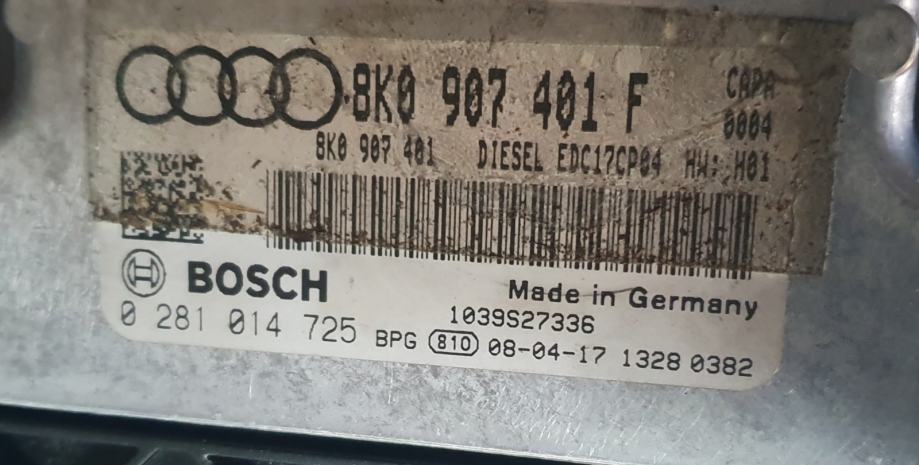 8K0 907 401 F
CAPA
0004
8K0 907 401 DIESEL EDC17CP04 HW: H01
BOSCH
Made in Germany
1039S27336
0 281 014 725 BPG 810 08-04-17 1328 0382